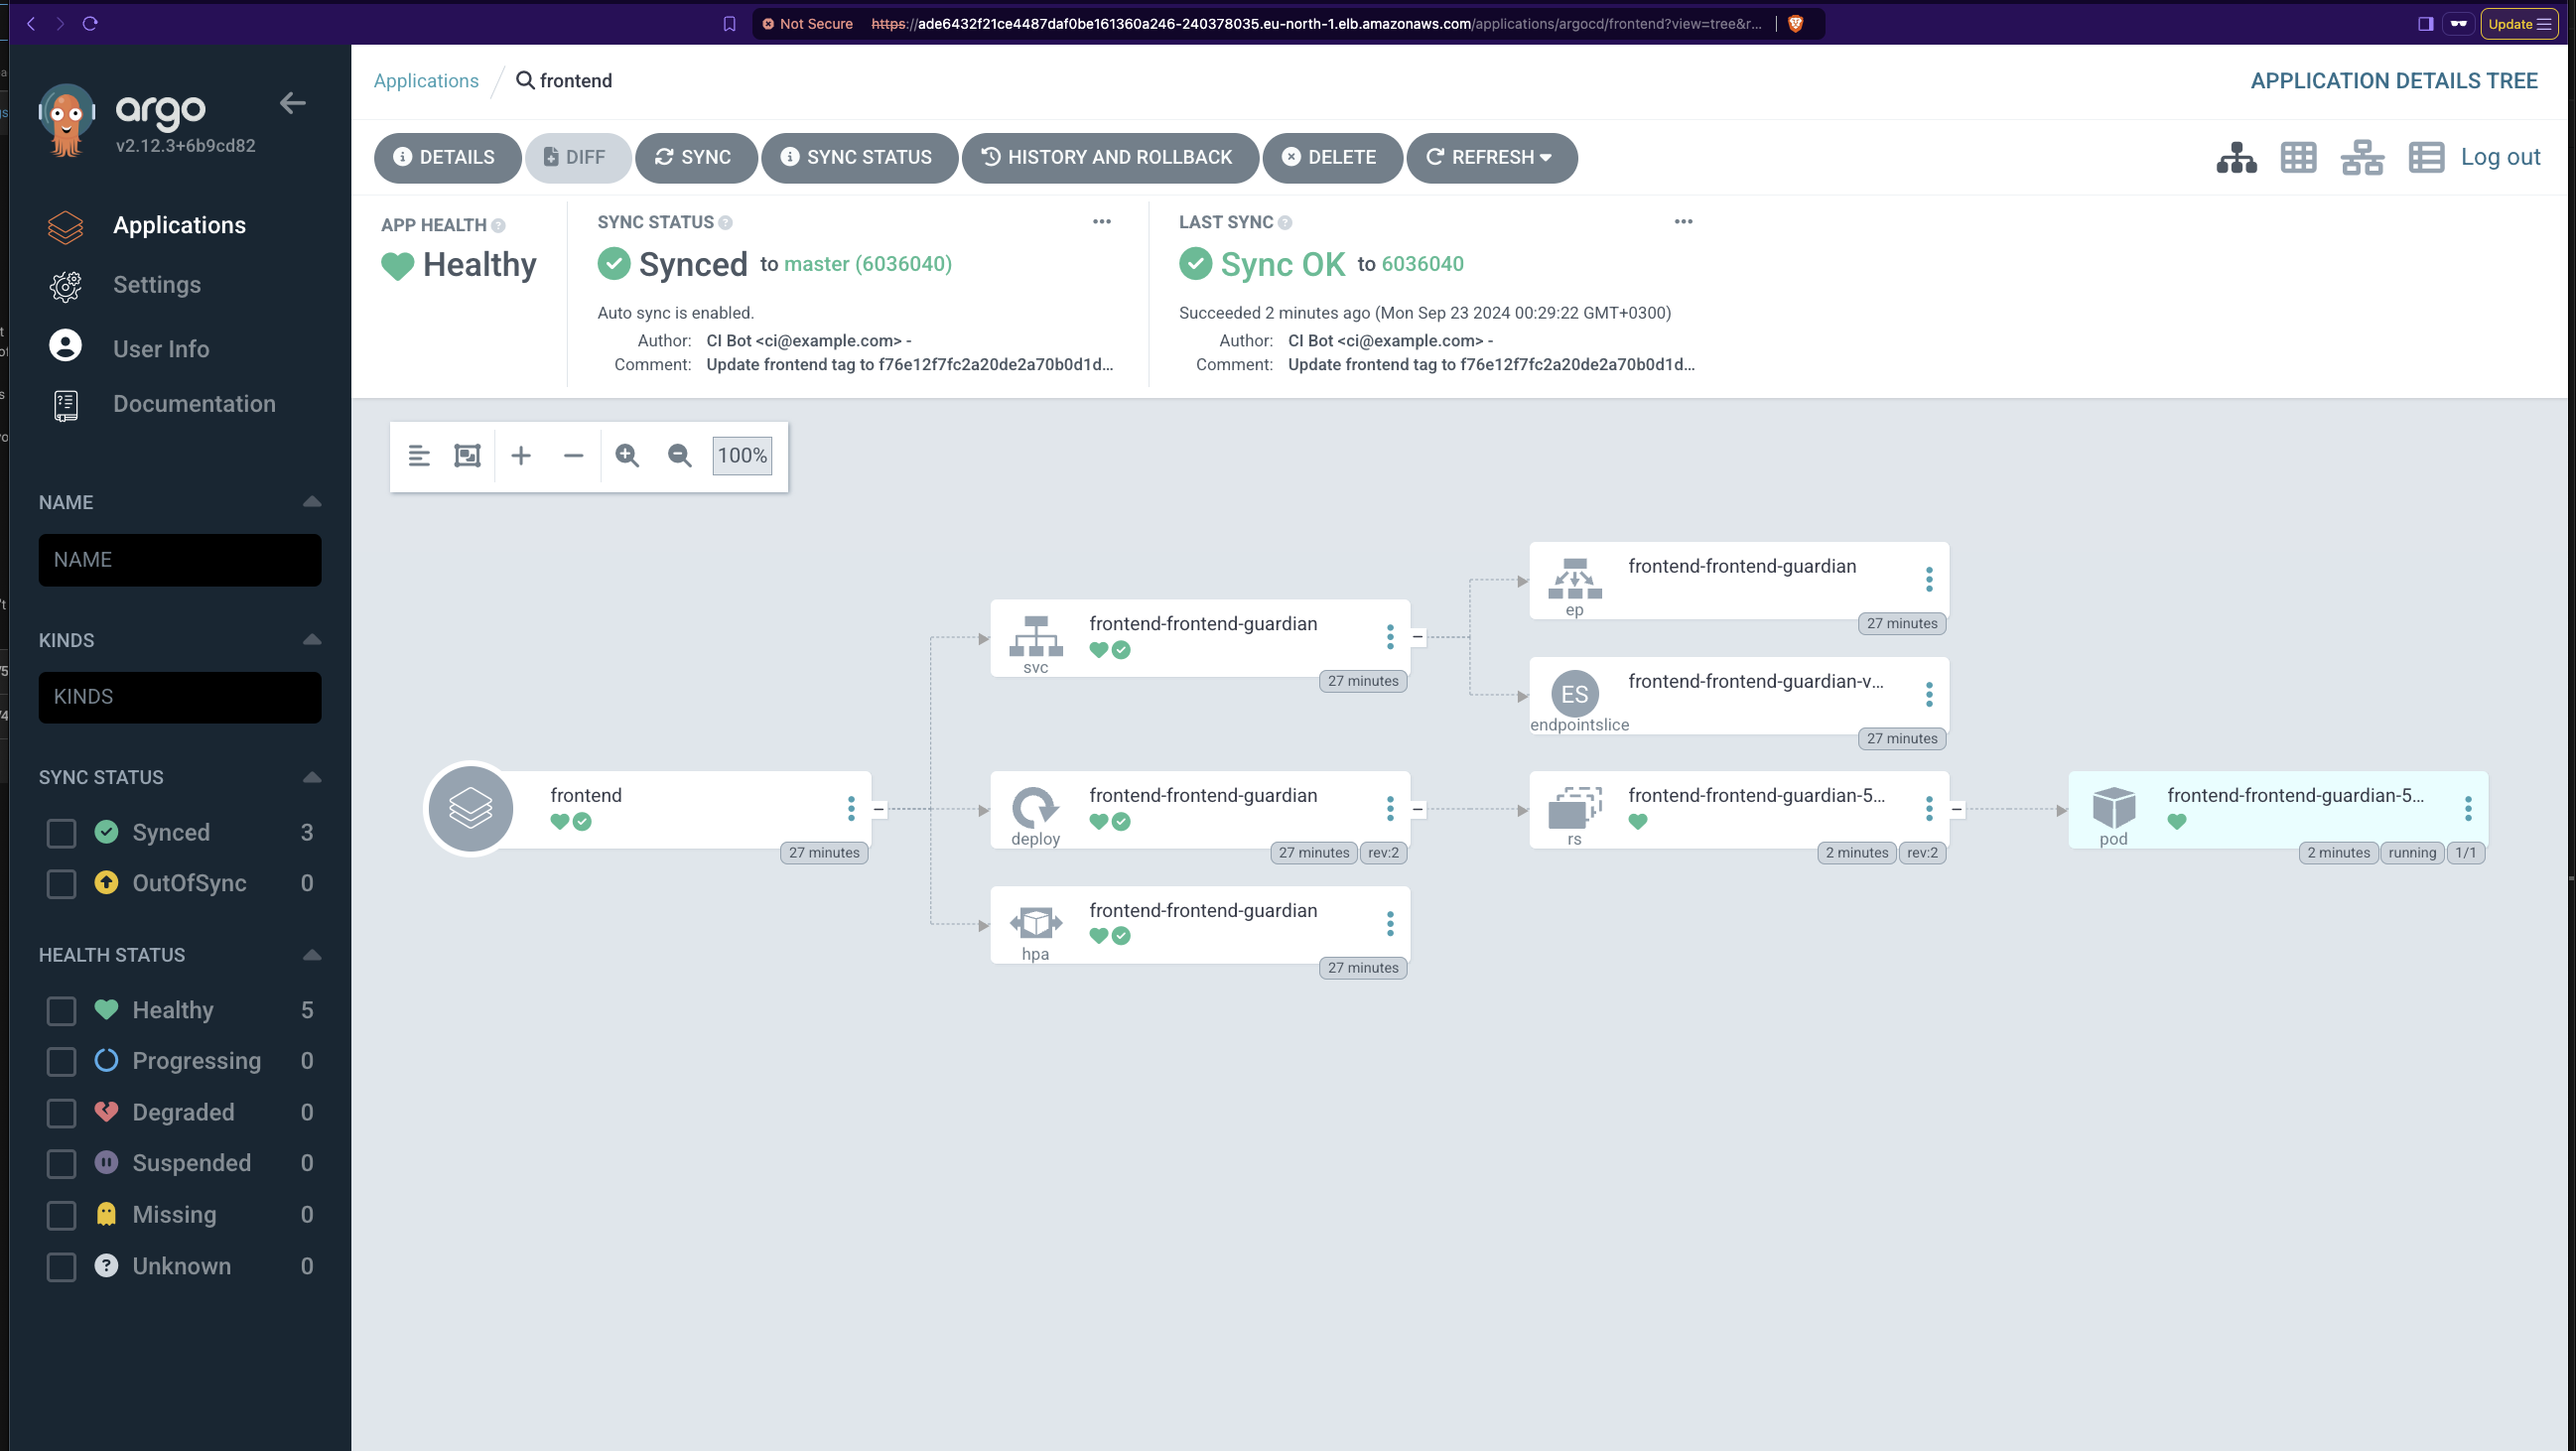 Not Secure https://ade6432f21ce4487daf0be161360a246-240378035.eu-north-1.elb.amazonaws.com/applications/argocd/frontend?view=tree&r...
Update
argo
v2.12.3+6b9cd82
Applications
Settings
User Info
Documentation
NAME
NAME
KINDS
KINDS
SYNC STATUS
Synced 3
OutOfSync 0
HEALTH STATUS
Healthy 5
Progressing 0
Degraded 0
Suspended 0
Missing 0
Unknown 0
Applications / frontend
APPLICATION DETAILS TREE
DETAILS DIFF SYNC SYNC STATUS HISTORY AND ROLLBACK DELETE REFRESH
Log out
APP HEALTH
Healthy
SYNC STATUS
Synced to master (6036040)
Auto sync is enabled.
Author: CI Bot <ci@example.com> -
Comment: Update frontend tag to f76e12f7fc2a20de2a70b0d1d...
LAST SYNC
Sync OK to 6036040
Succeeded 2 minutes ago (Mon Sep 23 2024 00:29:22 GMT+0300)
Author: CI Bot <ci@example.com> -
Comment: Update frontend tag to f76e12f7fc2a20de2a70b0d1d...
100%
frontend
27 minutes
frontend-frontend-guardian
svc
27 minutes
frontend-frontend-guardian
deploy
27 minutes rev:2
frontend-frontend-guardian
hpa
27 minutes
frontend-frontend-guardian
ep
27 minutes
frontend-frontend-guardian-v...
ES
endpointslice
27 minutes
frontend-frontend-guardian-5...
rs
2 minutes rev:2
frontend-frontend-guardian-5...
pod
2 minutes running 1/1